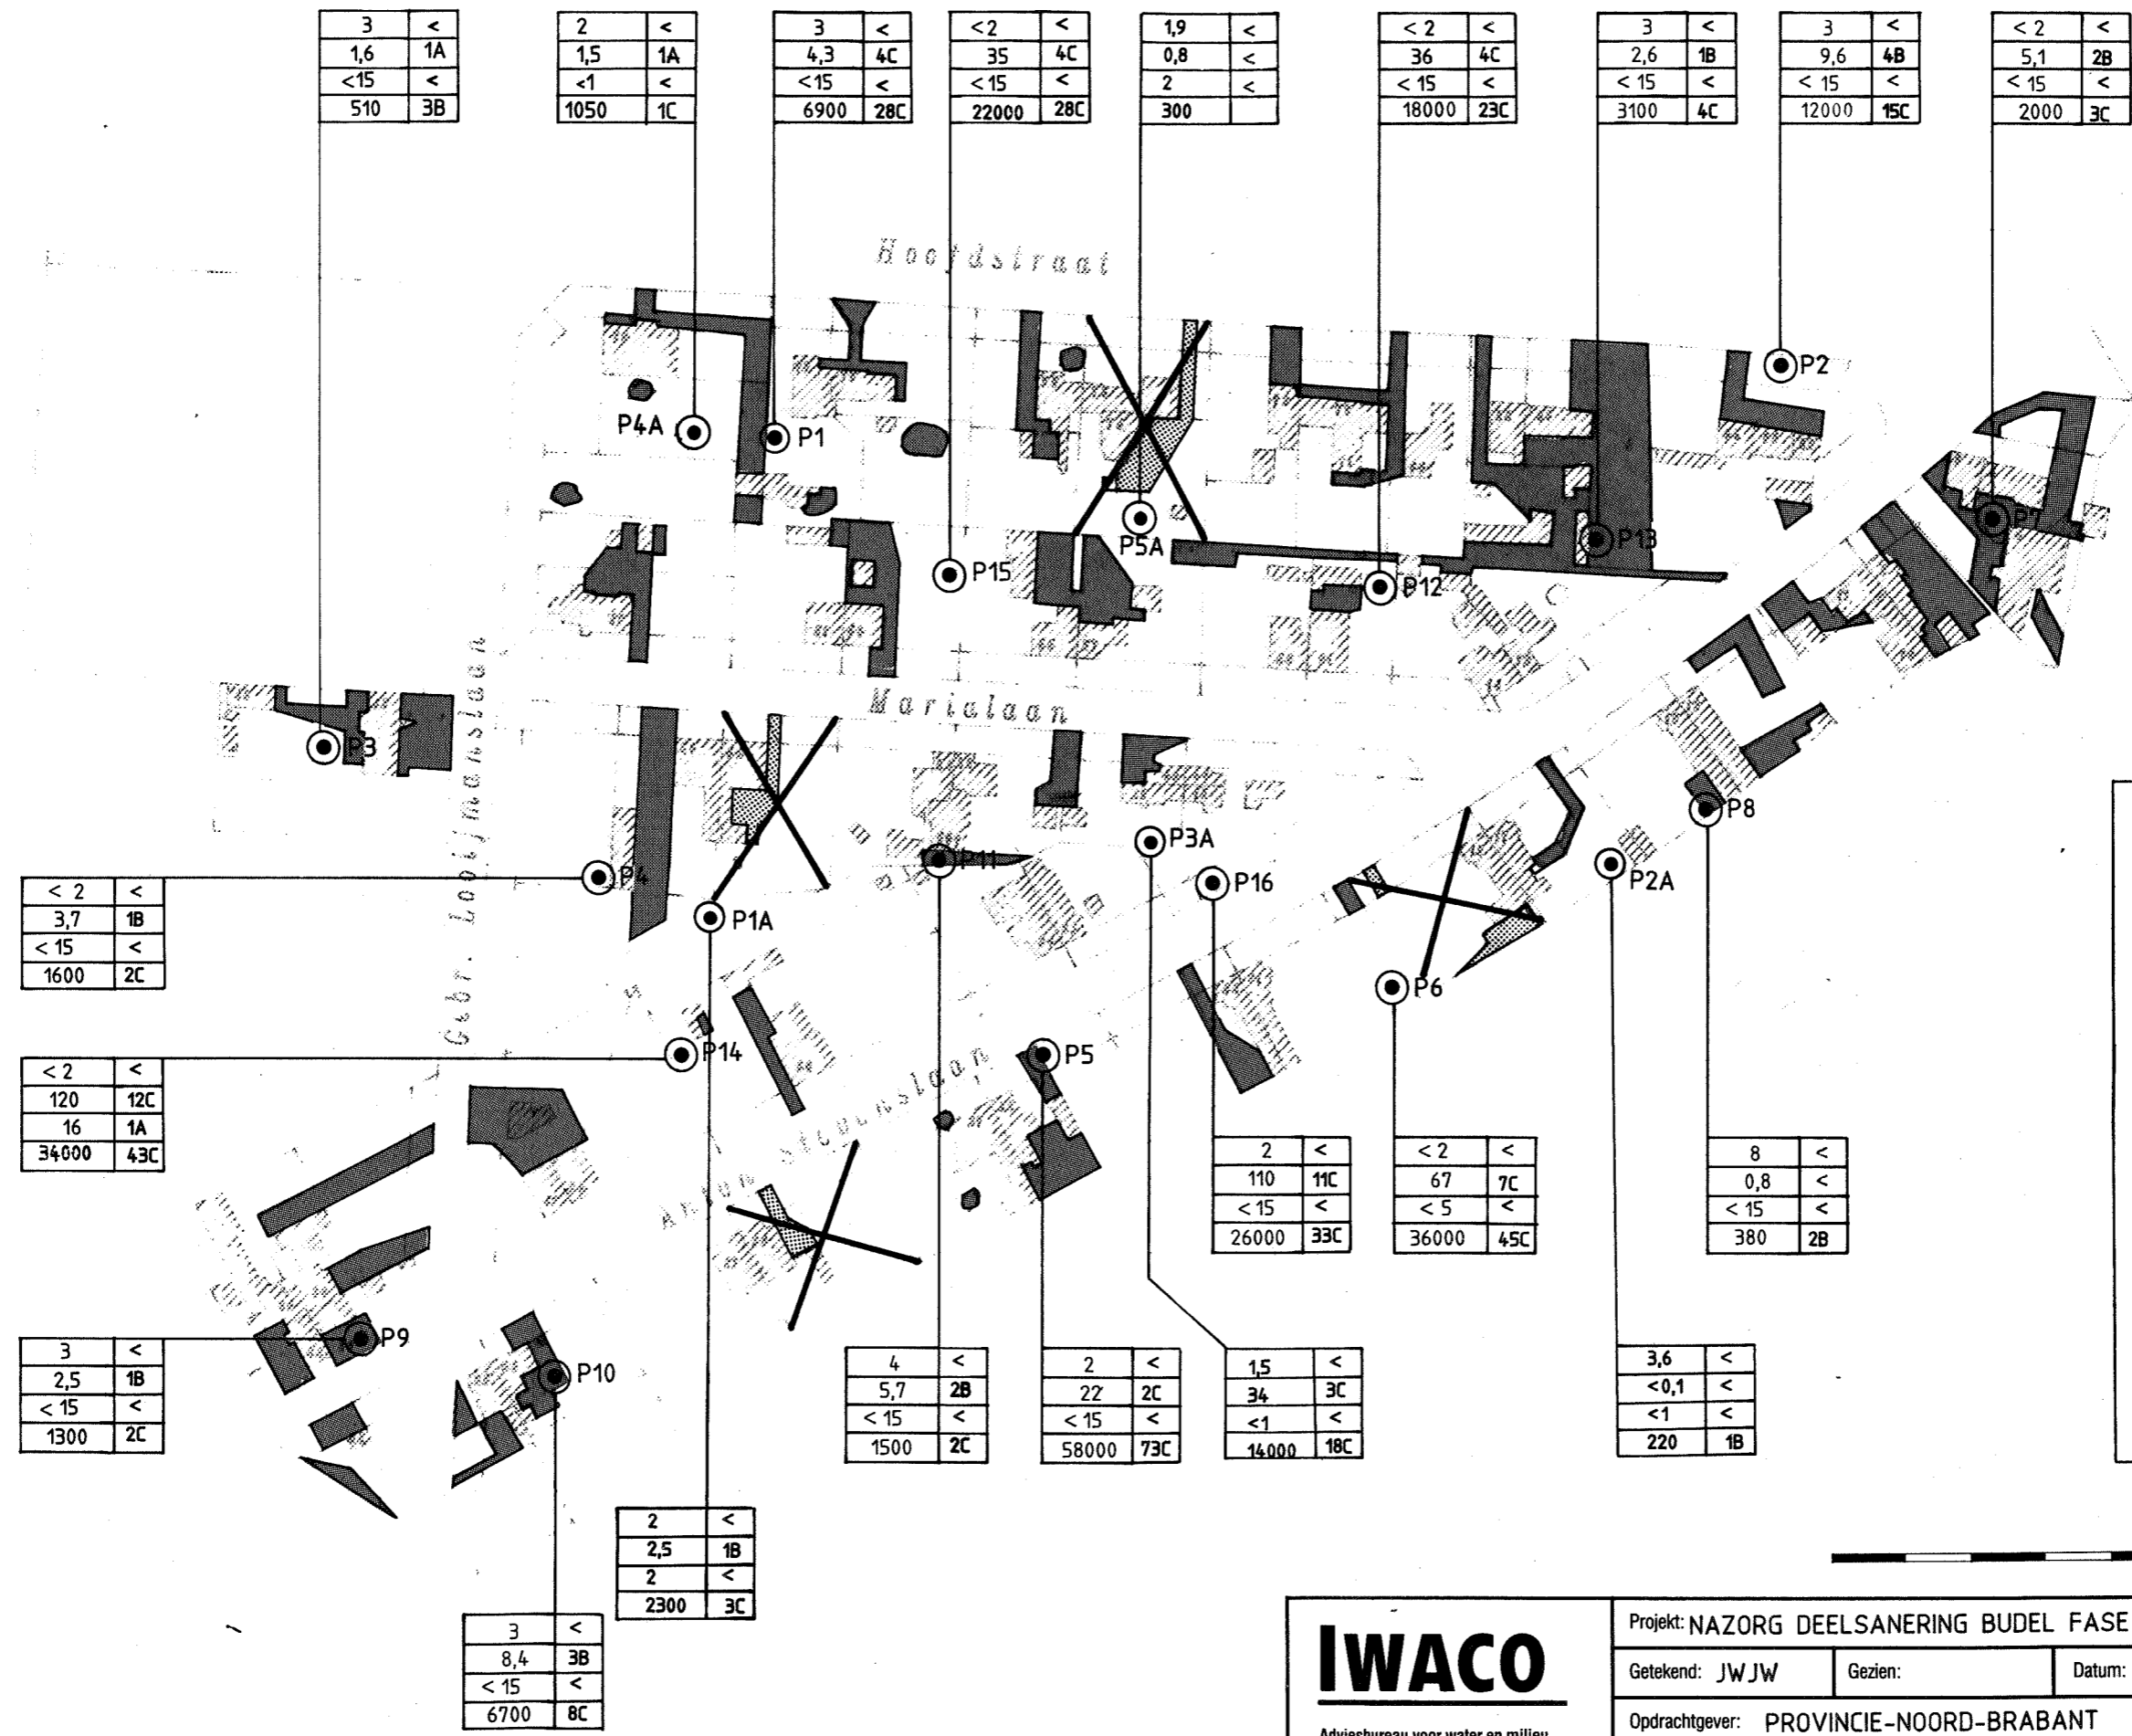 3 <
1,6 1A
<15 <
510 3B
2 <
1,5 1A
<1 <
1050 1C
3 <
4,3 4C
<15 <
6900 28C
<2 <
35 4C
<15 <
22000 28C
1,9 <
0,8 <
2 <
300
<2 <
36 4C
<15 <
18000 23C
3 <
2,6 1B
<15 <
3100 4C
3 <
9,6 4B
<15 <
12000 15C
<2 <
5,1 2B
<15 <
2000 3C
Hoofdstraat
P2
P4A
P1
P7
P5A
P13
P15
P12
Marialaan
P3
Gebr. Looijmanslaan
P8
P3A
P11
P2A
P4
P16
P1A
P6
P14
P5
Anton Stevenslaan
<2 <
3,7 1B
<15 <
1600 2C
<2 <
120 12C
16 1A
34000 43C
2 <
110 11C
<15 <
26000 33C
<2 <
67 7C
<5 <
36000 45C
8 <
0,8 <
<15 <
380 2B
P9
P10
3 <
2,5 1B
<15 <
1300 2C
4 <
5,7 2B
<15 <
1500 2C
2 <
22 2C
<15 <
58000 73C
1,5 <
34 3C
<1 <
14000 18C
3,6 <
<0,1 <
<1 <
220 1B
2 <
2,5 1B
2 <
2300 3C
3 <
8,4 3B
<15 <
6700 8C
IWACO
Adviesbureau voor water en milieu
Projekt: NAZORG DEELSANERING BUDEL FASE
Getekend: JWJW Gezien: Datum:
Opdrachtgever: PROVINCIE-NOORD-BRABANT